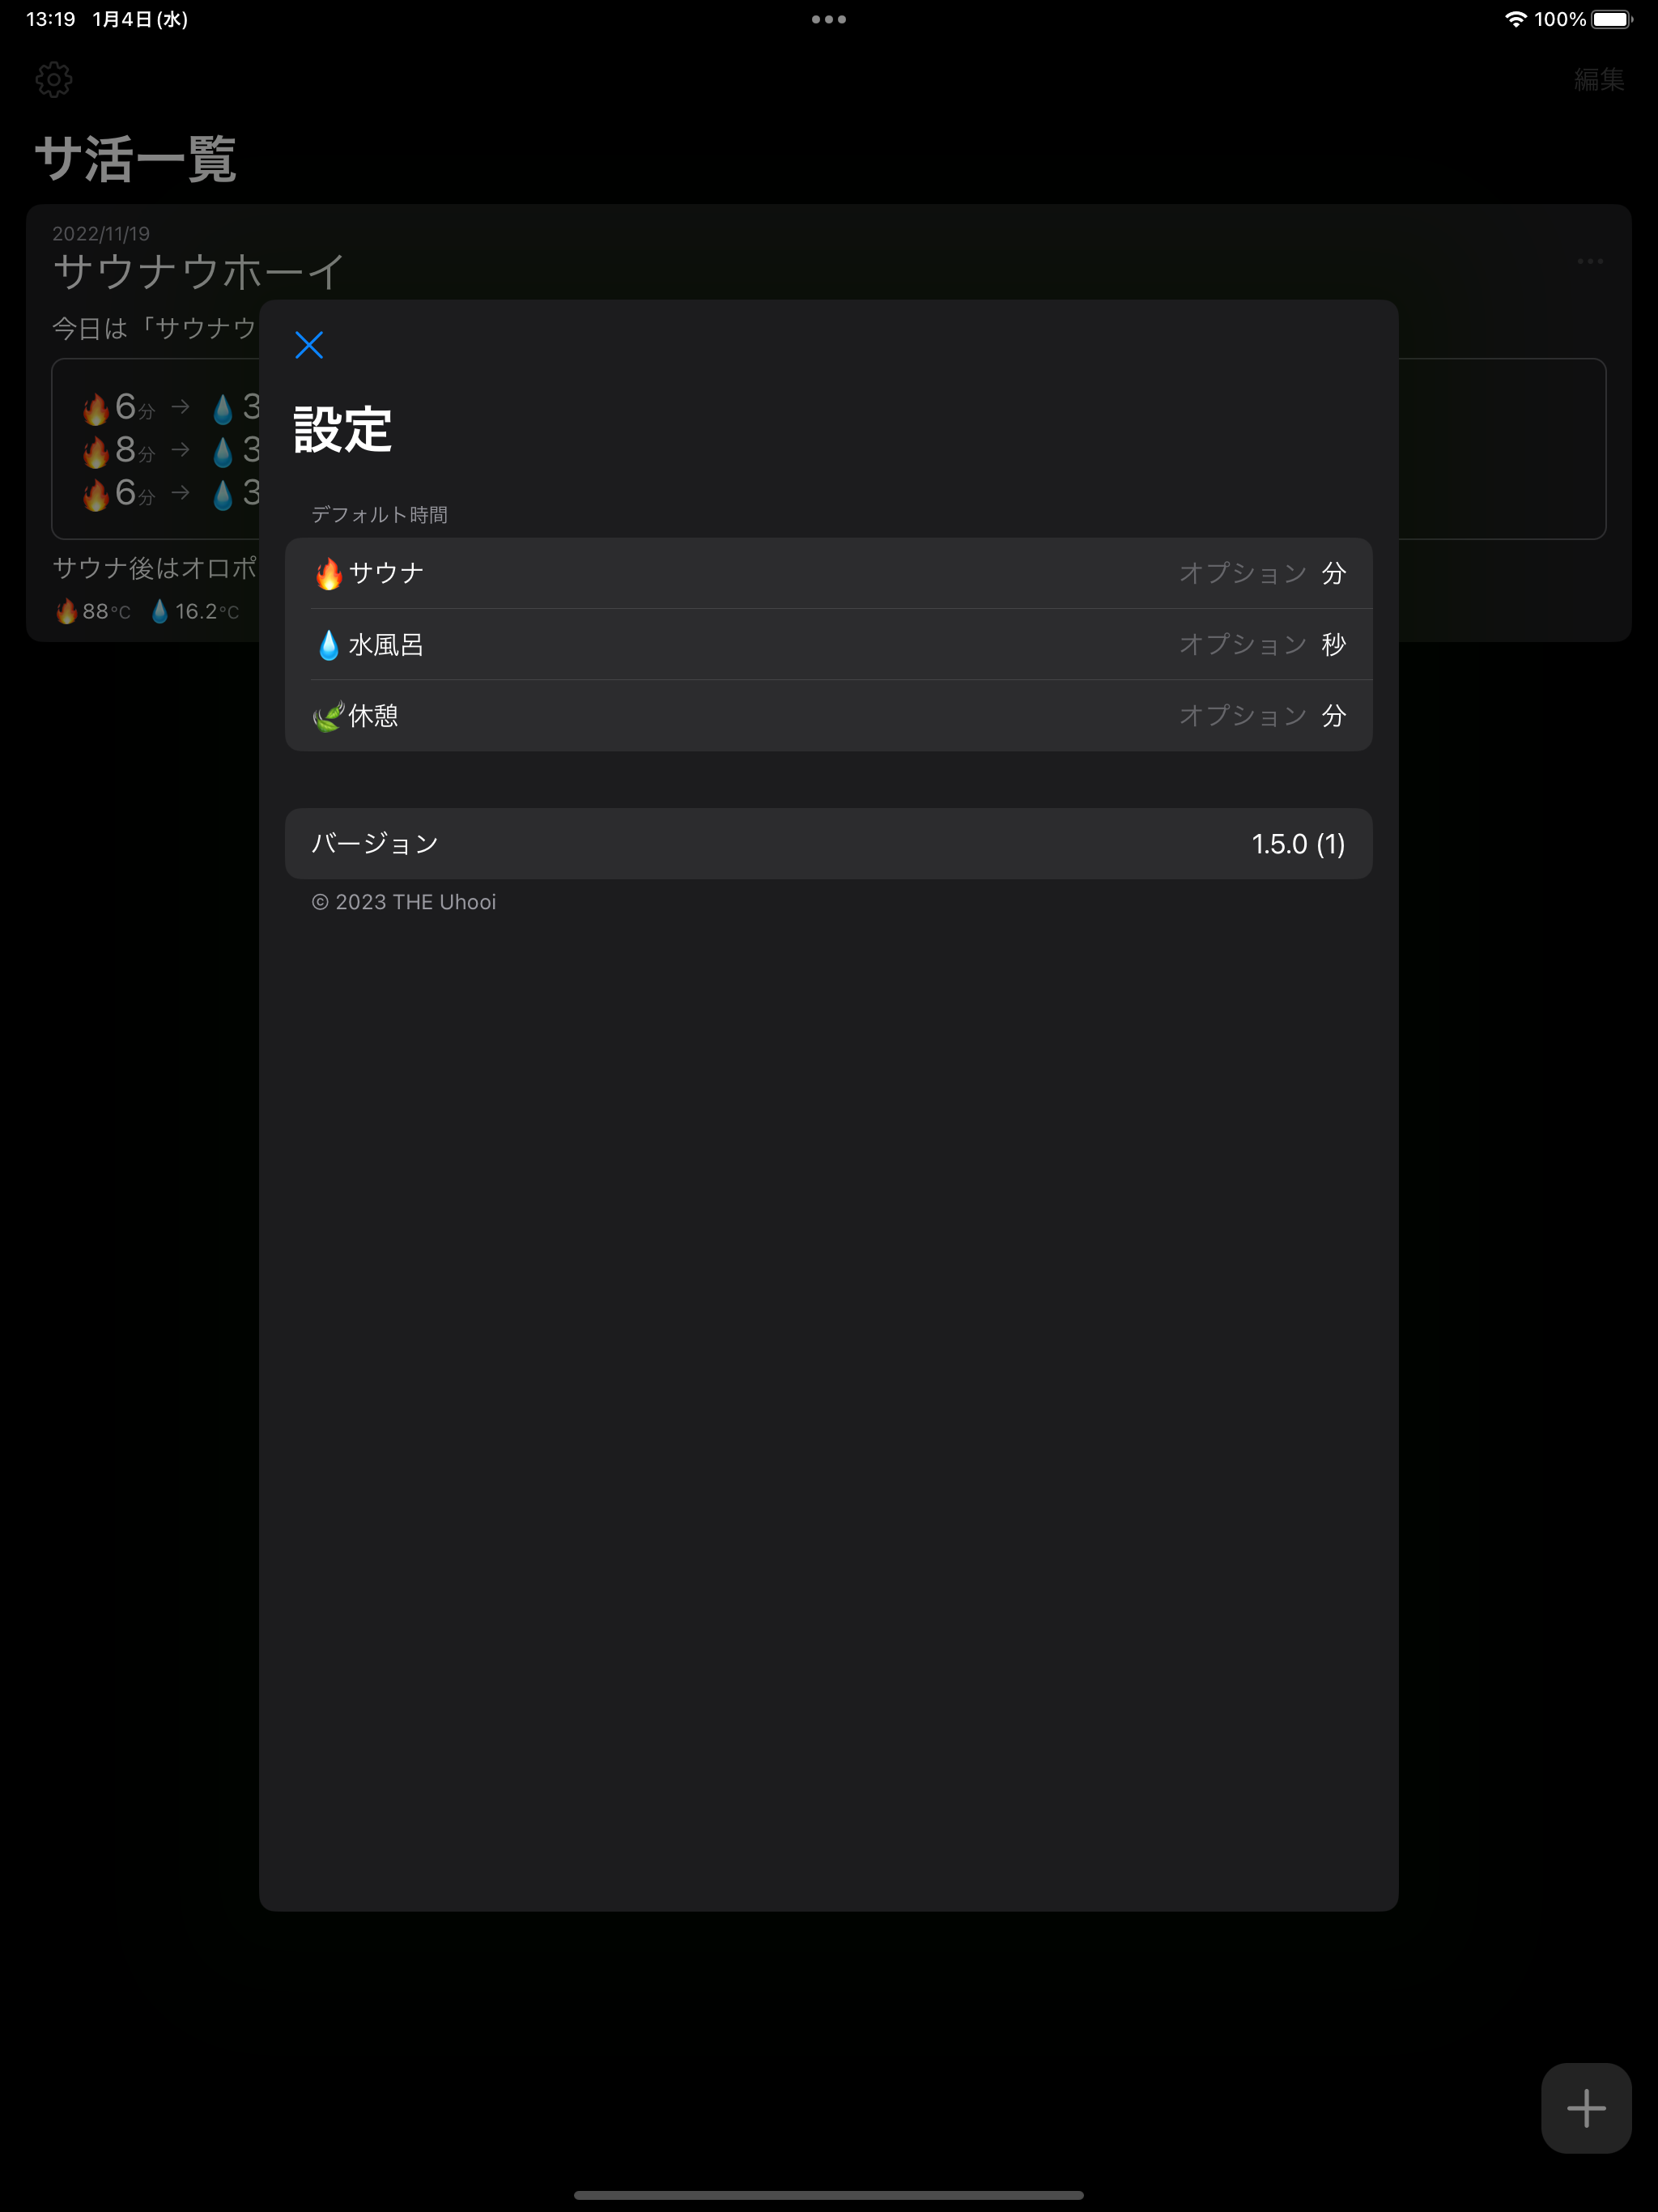 13:19 1月4日(水) 100%
編集
サ活一覧
2022/11/19
サウナウホーイ
今日は「サウナウ
🔥6分 → 💧3
🔥8分 → 💧3
🔥6分 → 💧3
サウナ後はオロポ
🔥88℃ 💧16.2℃
設定
デフォルト時間
🔥サウナ オプション 分
💧水風呂 オプション 秒
🍃休憩 オプション 分
バージョン 1.5.0 (1)
© 2023 THE Uhooi